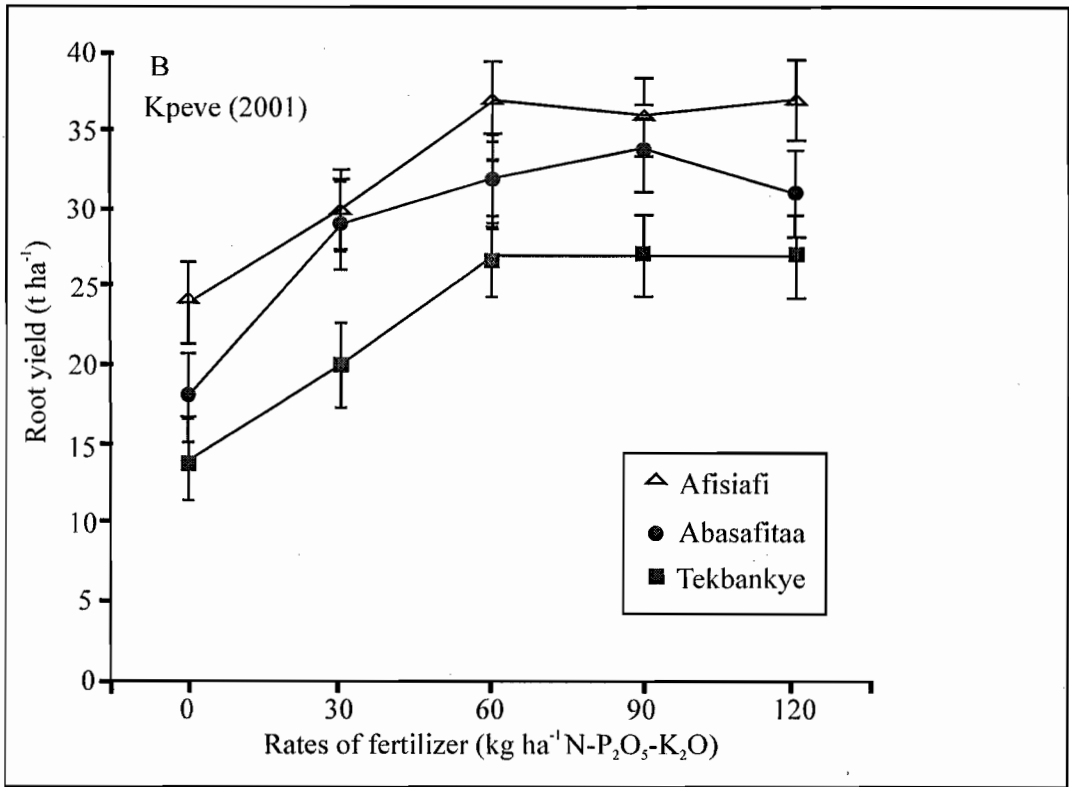 B
Kpeve (2001)
Root yield (t ha⁻¹)
40
35
30
25
20
15
10
5
0
0 30 60 90 120
Rates of fertilizer (kg ha⁻¹ N-P₂O₅-K₂O)
Afisiafi
Abasafitaa
Tekbankye